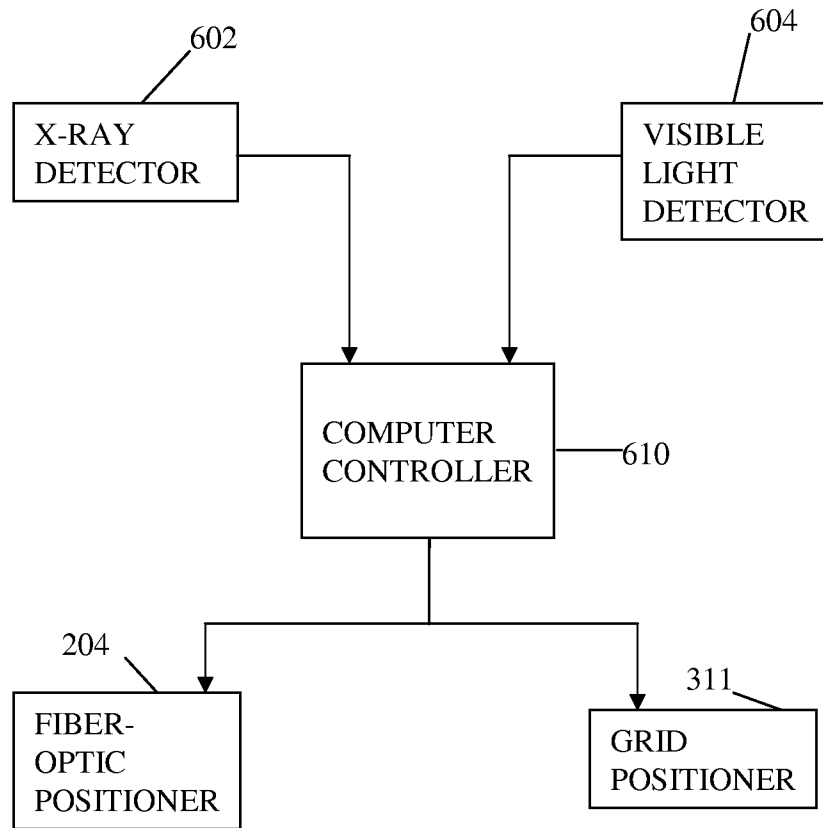 602
604
X-RAY
DETECTOR
VISIBLE
LIGHT
DETECTOR
COMPUTER
CONTROLLER
610
204
311
FIBER-
OPTIC
POSITIONER
GRID
POSITIONER